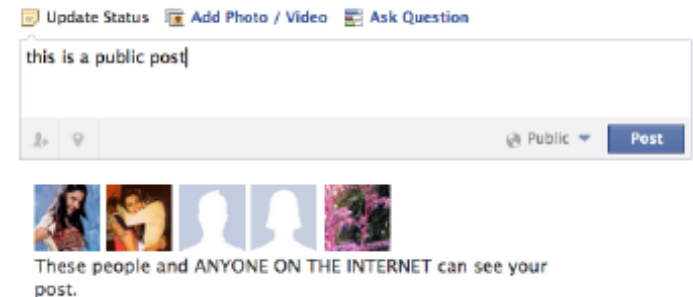 Update Status Add Photo / Video Ask Question
this is a public post
Public Post
These people and ANYONE ON THE INTERNET can see your
post.